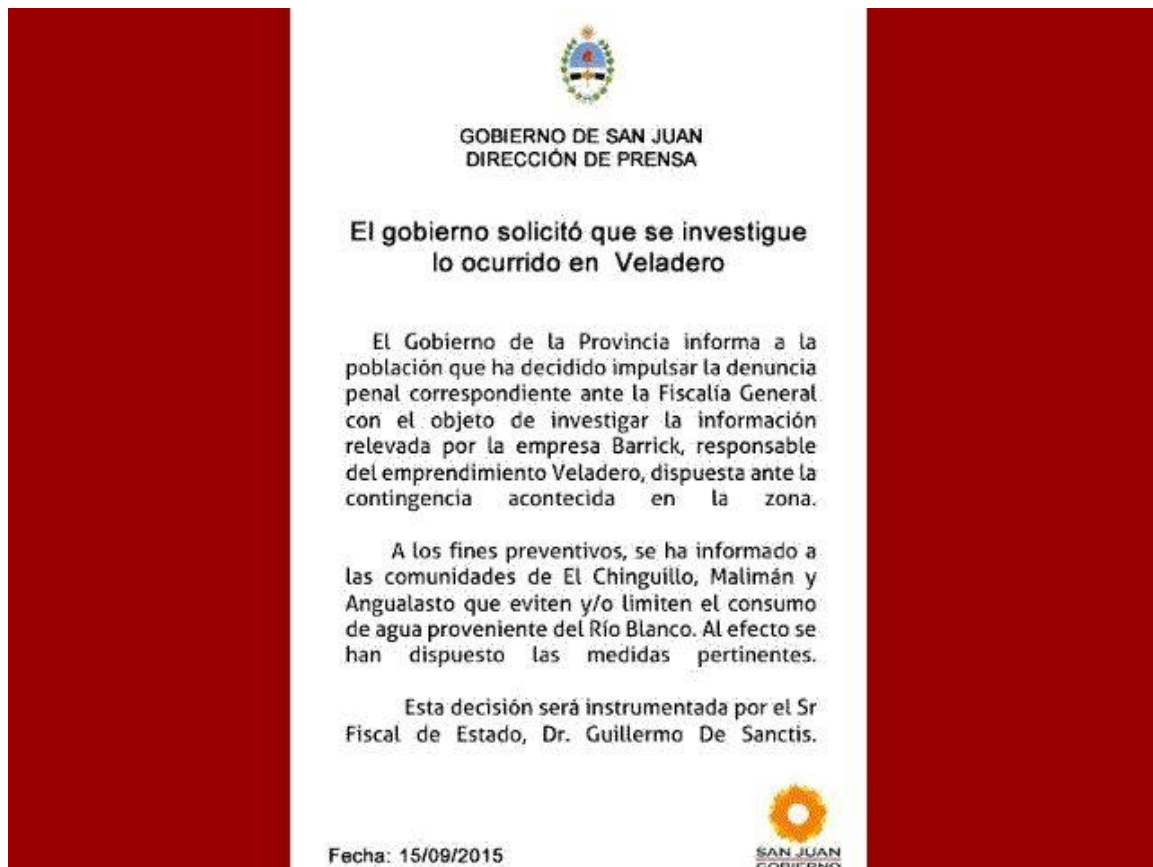 GOBIERNO DE SAN JUAN
DIRECCIÓN DE PRENSA
El gobierno solicitó que se investigue
lo ocurrido en Veladero
El Gobierno de la Provincia informa a la
población que ha decidido impulsar la denuncia
penal correspondiente ante la Fiscalía General
con el objeto de investigar la información
relevada por la empresa Barrick, responsable
del emprendimiento Veladero, dispuesta ante la
contingencia acontecida en la zona.
A los fines preventivos, se ha informado a
las comunidades de El Chinguillo, Malimán y
Angualasto que eviten y/o limiten el consumo
de agua proveniente del Río Blanco. Al efecto se
han dispuesto las medidas pertinentes.
Esta decisión será instrumentada por el Sr
Fiscal de Estado, Dr. Guillermo De Sanctis.
Fecha: 15/09/2015
SAN JUAN
GOBIERNO